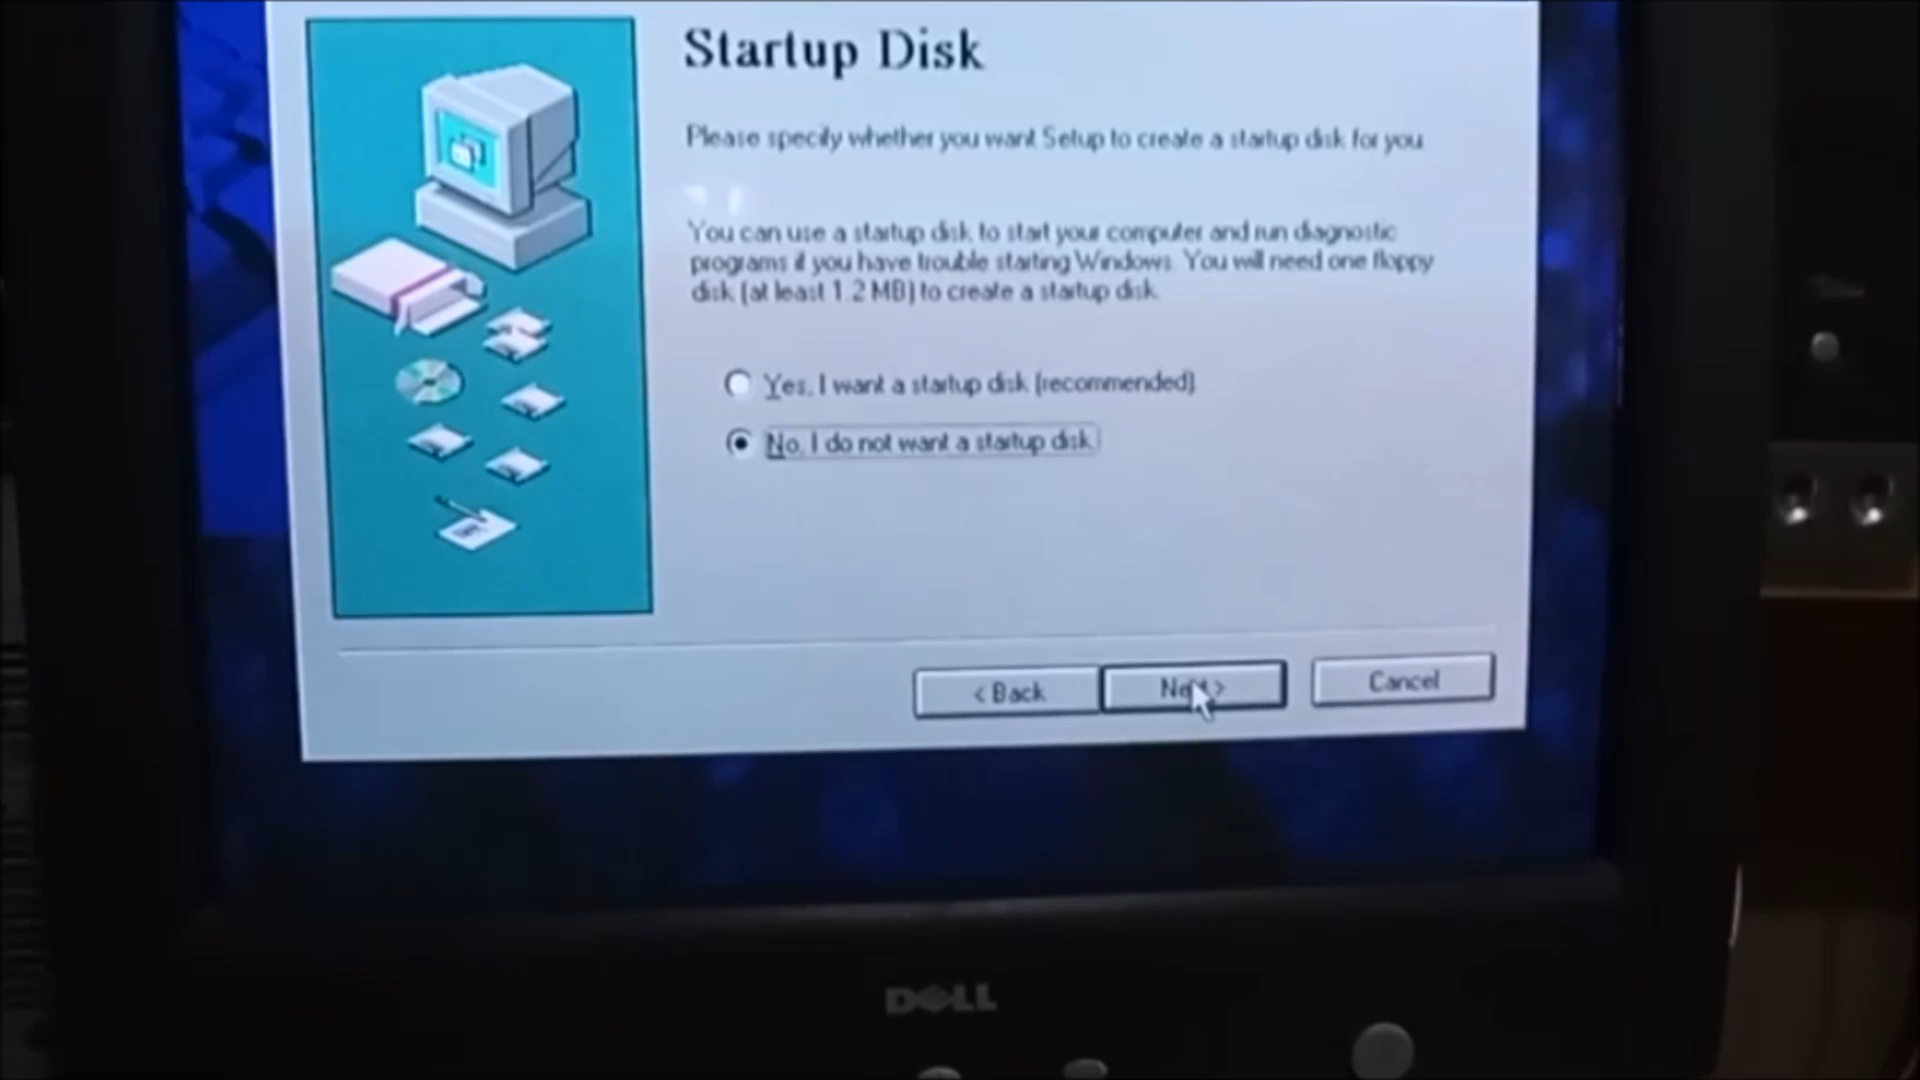 Startup Disk
Please specify whether you want Setup to create a startup disk for you.
You can use a startup disk to start your computer and run diagnostic
programs if you have trouble starting Windows. You will need one floppy
disk (at least 1.2 MB) to create a startup disk.
Yes, I want a startup disk (recommended).
No, I do not want a startup disk.
< Back
Next >
Cancel
DELL